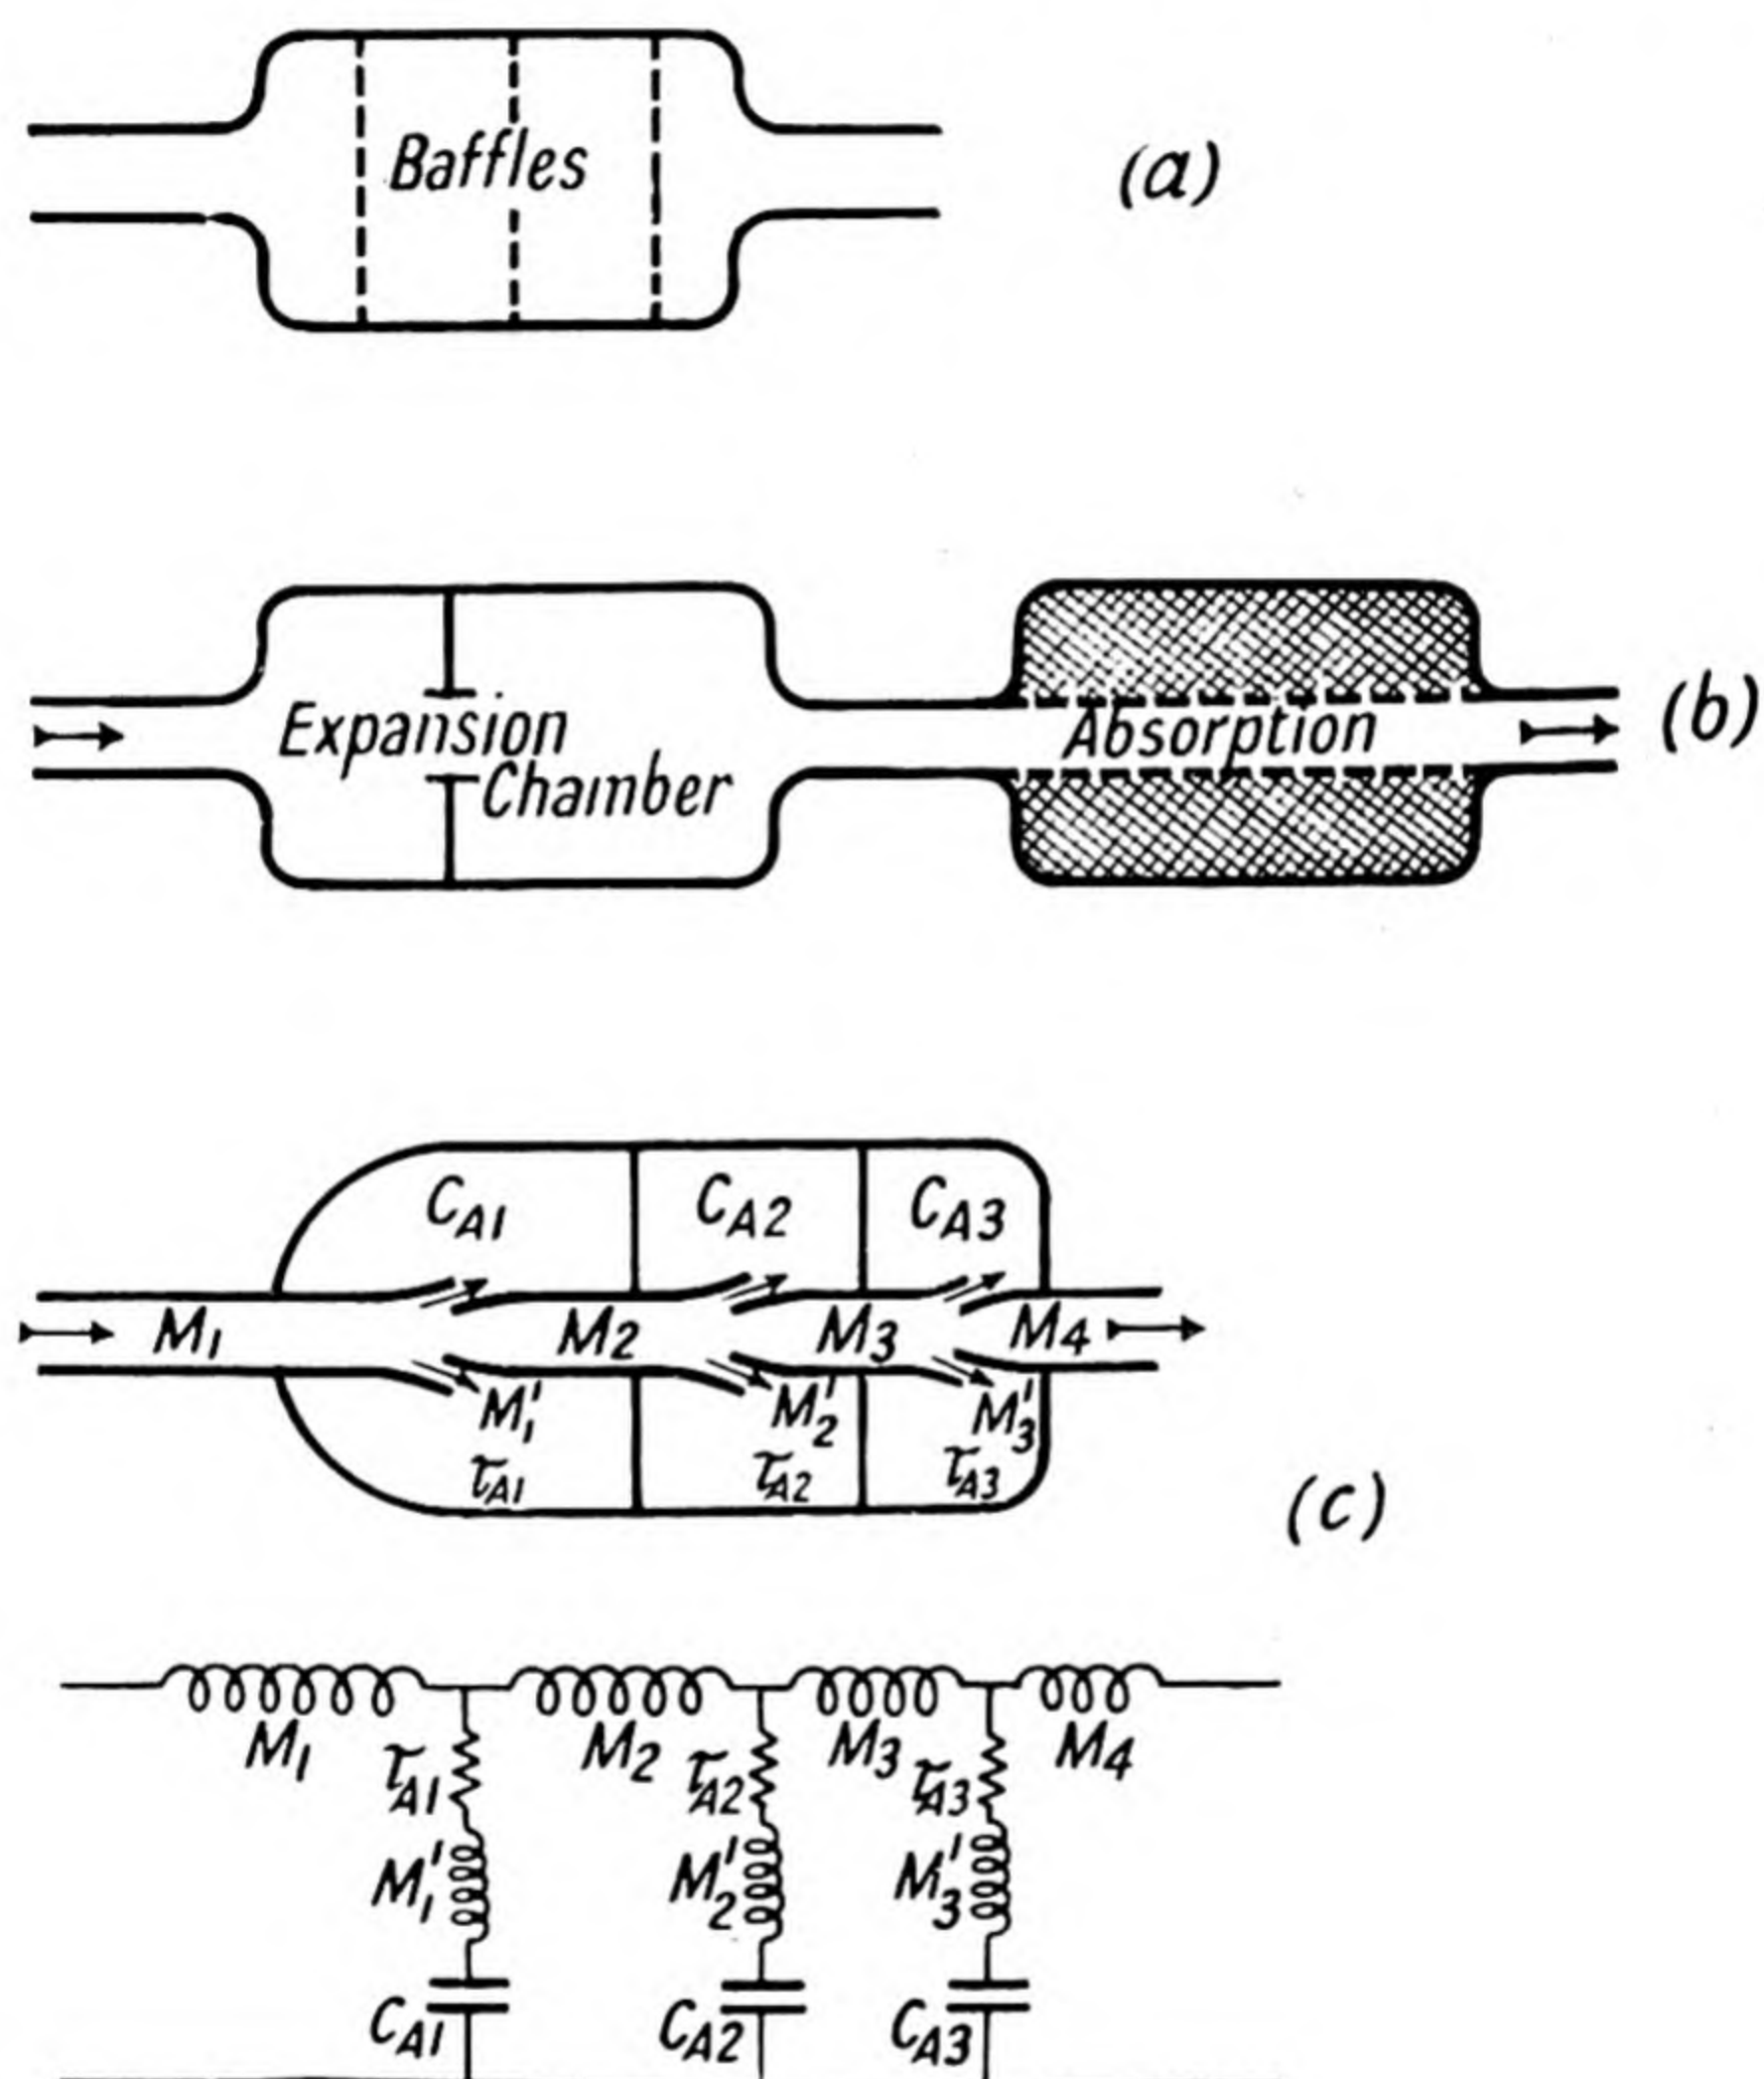 Baffles
(a)
Expansion
Chamber
Absorption
(b)
C_A1 C_A2 C_A3
M_1 M_2 M_3 M_4
M'_1 M'_2 M'_3
τ_A1 τ_A2 τ_A3
(c)
M_1 M_2 M_3 M_4
τ_A1 τ_A2 τ_A3
M'_1 M'_2 M'_3
C_A1 C_A2 C_A3